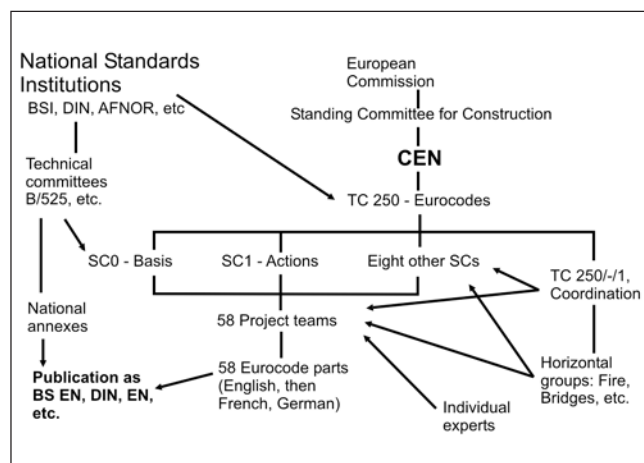 National Standards
Institutions
BSI, DIN, AFNOR, etc
European
Commission
Standing Committee for Construction
CEN
Technical
committees
B/525, etc.
TC 250 - Eurocodes
SC0 - Basis
SC1 - Actions
Eight other SCs
TC 250/-/1,
Coordination
National
annexes
58 Project teams
Publication as
BS EN, DIN, EN,
etc.
58 Eurocode parts
(English, then
French, German)
Individual
experts
Horizontal
groups: Fire,
Bridges, etc.